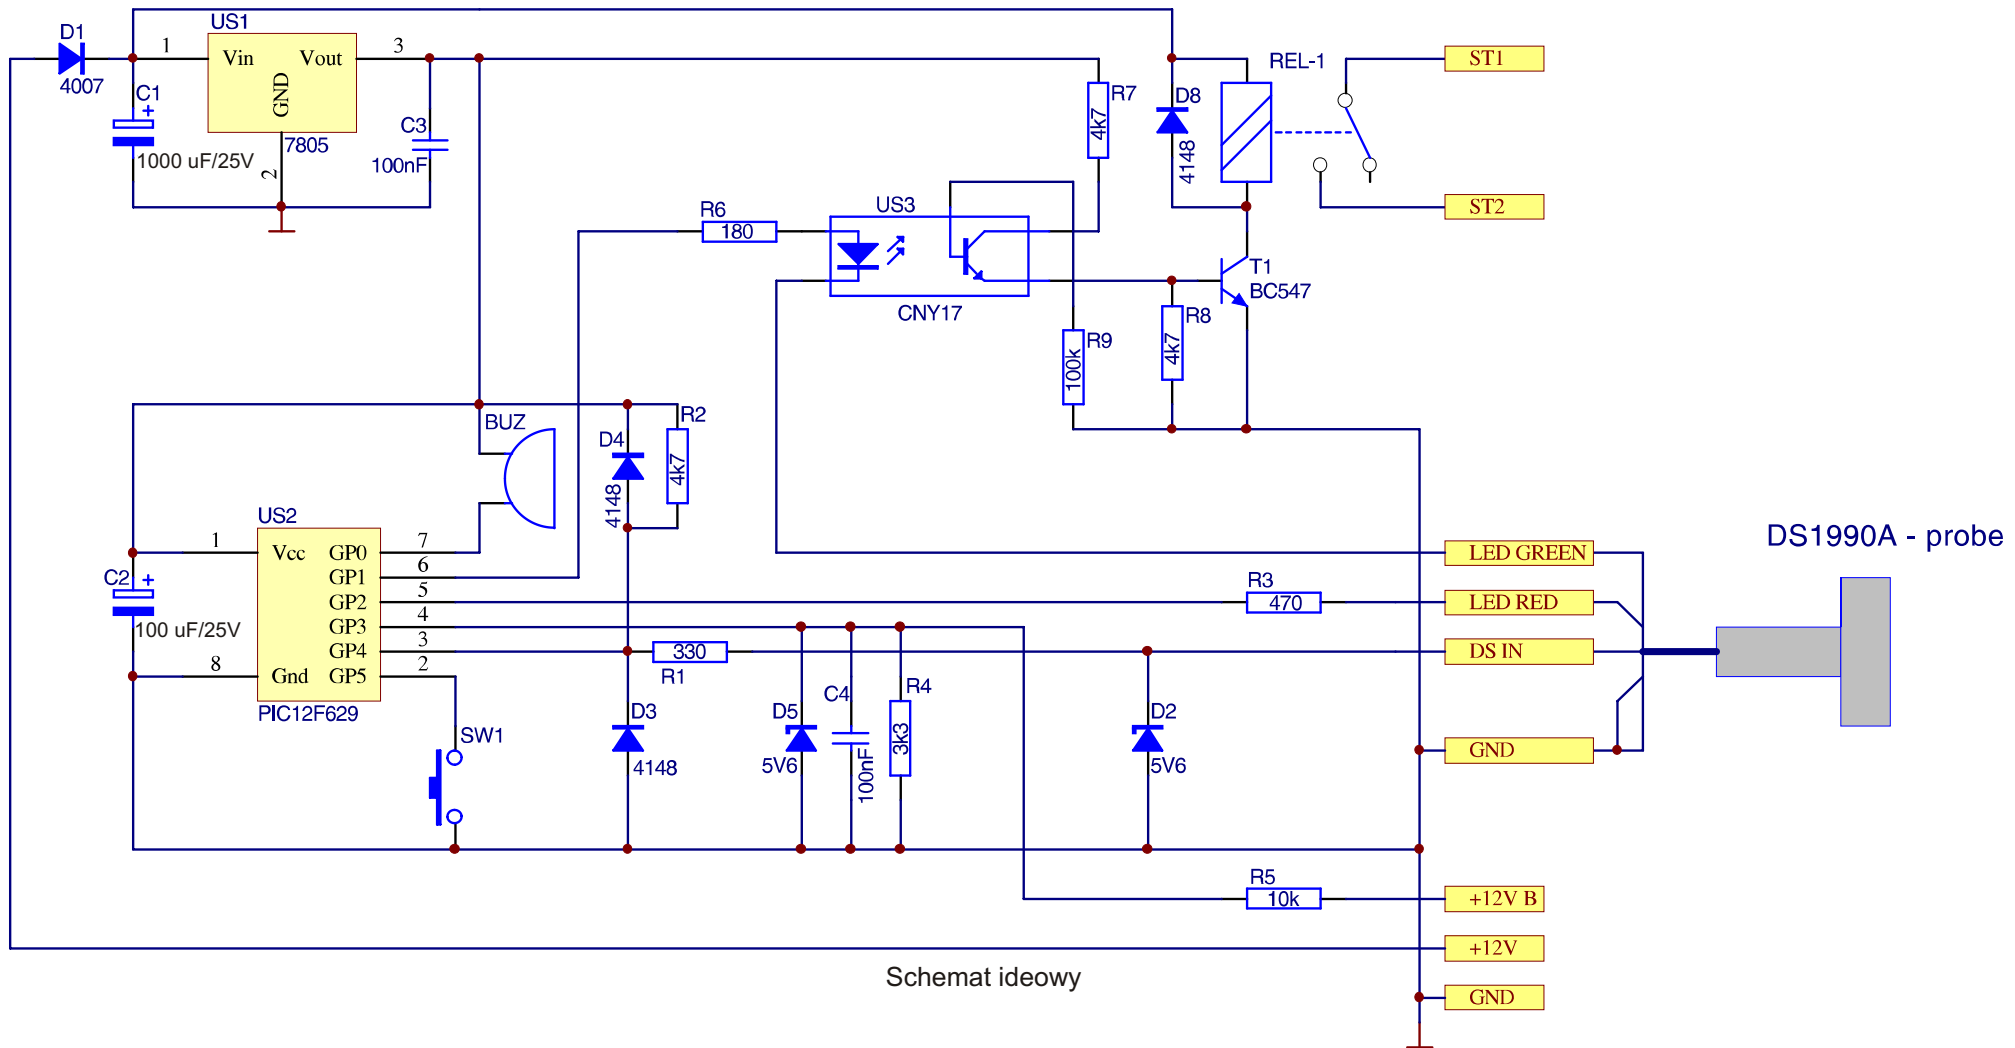 D1
4007
US1
1
Vin
Vout
3
GND
2
7805
C1
+
1000 uF/25V
C3
100nF
R7
4k7
D8
4148
REL-1
ST1
ST2
R6
180
US3
CNY17
T1
BC547
R8
4k7
R9
100k
BUZ
D4
4148
R2
4k7
US2
1
Vcc
GP0
7
GP1
6
GP2
5
GP3
4
GP4
3
8
Gnd
GP5
2
PIC12F629
C2
+
100 uF/25V
R3
470
330
R1
SW1
D3
4148
D5
5V6
C4
100nF
R4
3k3
D2
5V6
LED GREEN
LED RED
DS IN
GND
DS1990A - probe
R5
10k
+12V B
+12V
GND
Schemat ideowy